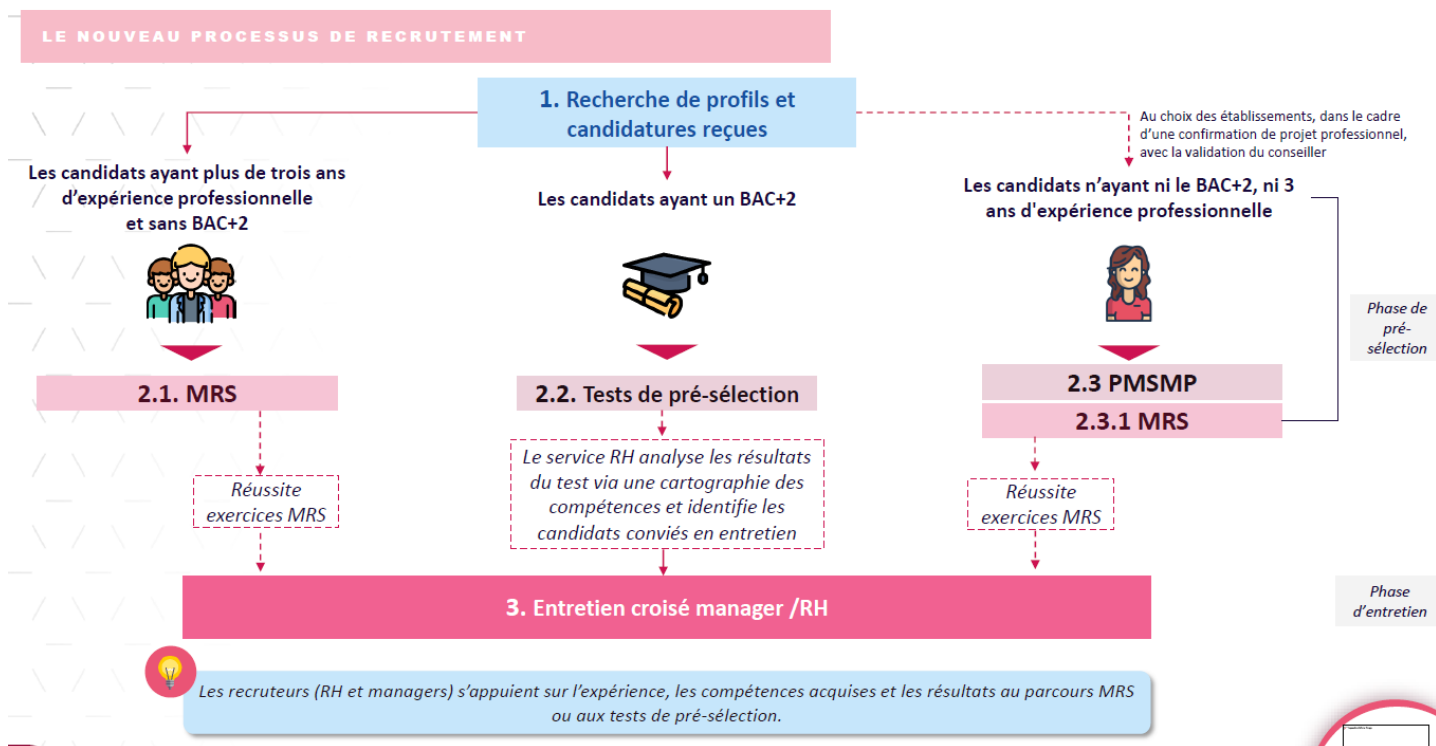 LE NOUVEAU PROCESSUS DE RECRUTEMENT
1. Recherche de profils et
candidatures reçues
Au choix des établissements, dans le cadre
d'une confirmation de projet professionnel,
avec la validation du conseiller
Les candidats ayant plus de trois ans
d'expérience professionnelle
et sans BAC+2
Les candidats ayant un BAC+2
Les candidats n'ayant ni le BAC+2, ni 3
ans d'expérience professionnelle
Phase de
pré-
sélection
2.1. MRS
2.2. Tests de pré-sélection
2.3 PMSMP
2.3.1 MRS
Réussite
exercices MRS
Le service RH analyse les résultats
du test via une cartographie des
compétences et identifie les
candidats conviés en entretien
Réussite
exercices MRS
3. Entretien croisé manager /RH
Phase
d'entretien
Les recruteurs (RH et managers) s'appuient sur l'expérience, les compétences acquises et les résultats au parcours MRS
ou aux tests de pré-sélection.